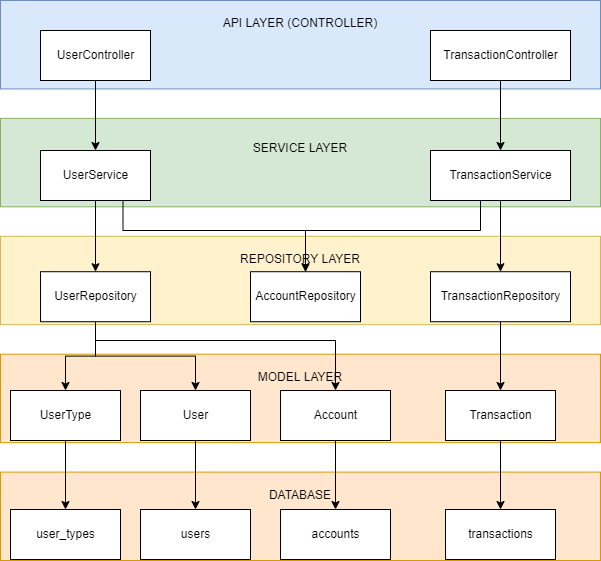 API LAYER (CONTROLLER)
UserController
TransactionController
SERVICE LAYER
UserService
TransactionService
REPOSITORY LAYER
UserRepository
AccountRepository
TransactionRepository
MODEL LAYER
UserType
User
Account
Transaction
DATABASE
user_types
users
accounts
transactions